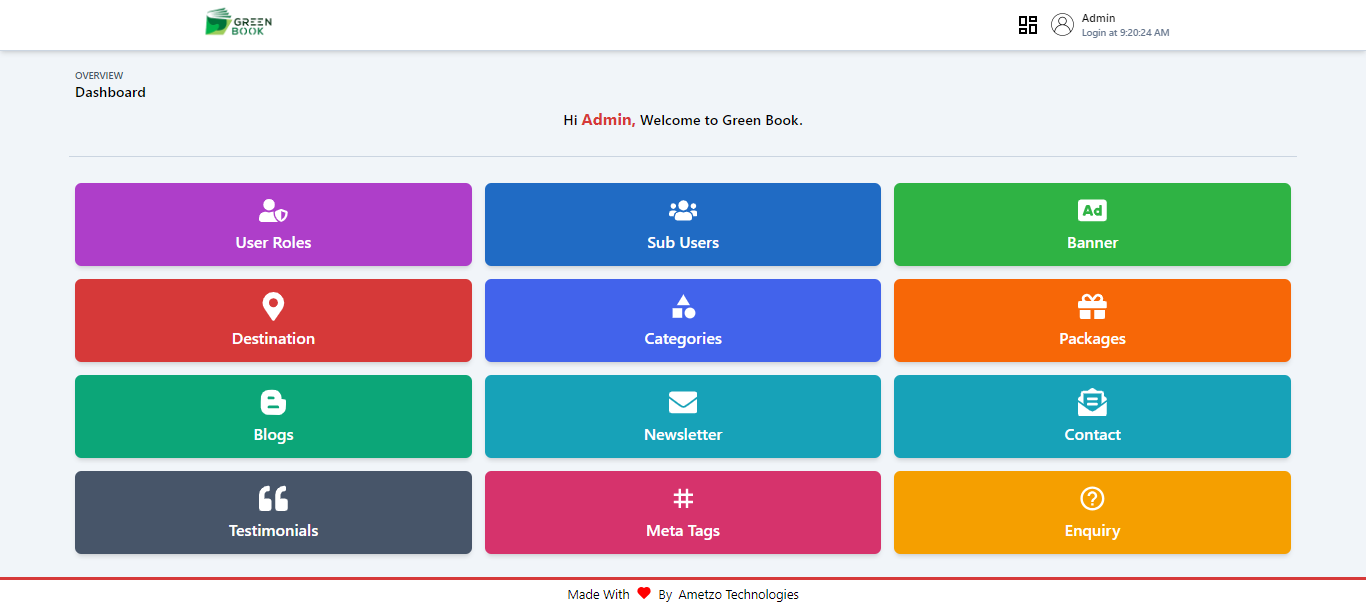 GREEN
BOOK
Admin
Login at 9:20:24 AM
OVERVIEW
Dashboard
Hi Admin, Welcome to Green Book.
User Roles
Sub Users
Ad
Banner
Destination
Categories
Packages
Blogs
Newsletter
Contact
Testimonials
Meta Tags
Enquiry
Made With ❤ By Ametzo Technologies